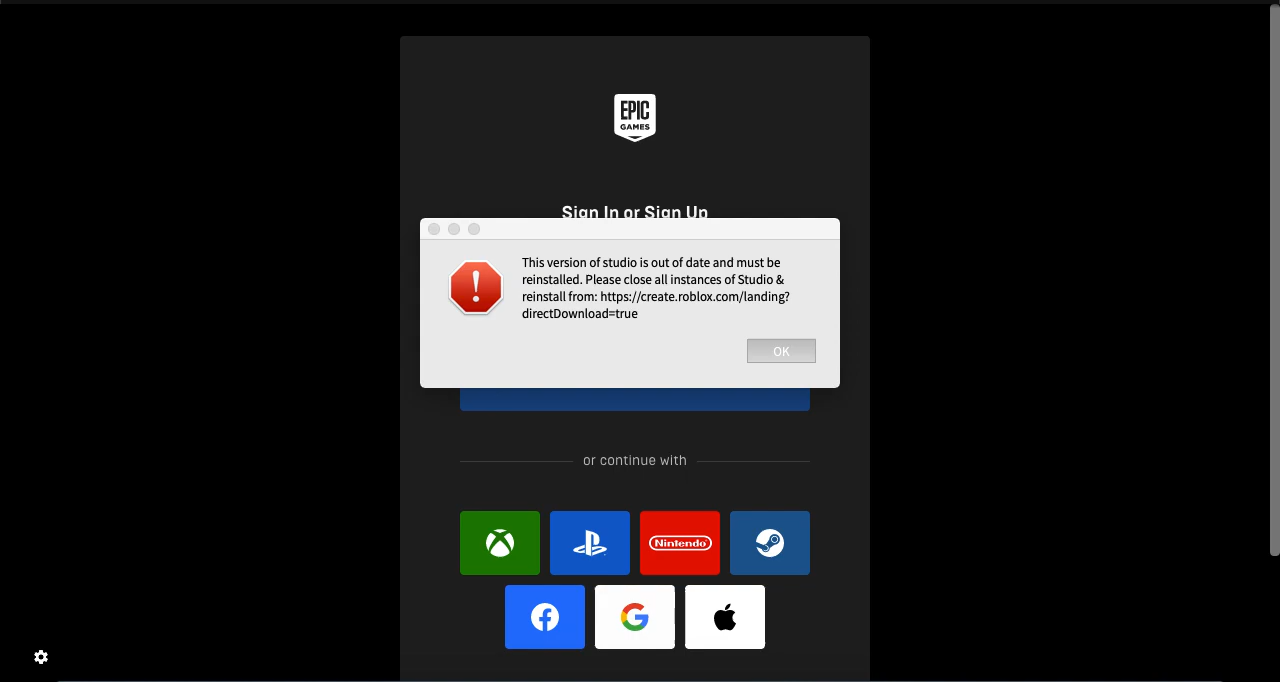 EPIC
GAMES
Sign In or Sign Up
This version of studio is out of date and must be
reinstalled. Please close all instances of Studio &
reinstall from: https://create.roblox.com/landing?
directDownload=true
OK
or continue with
Nintendo